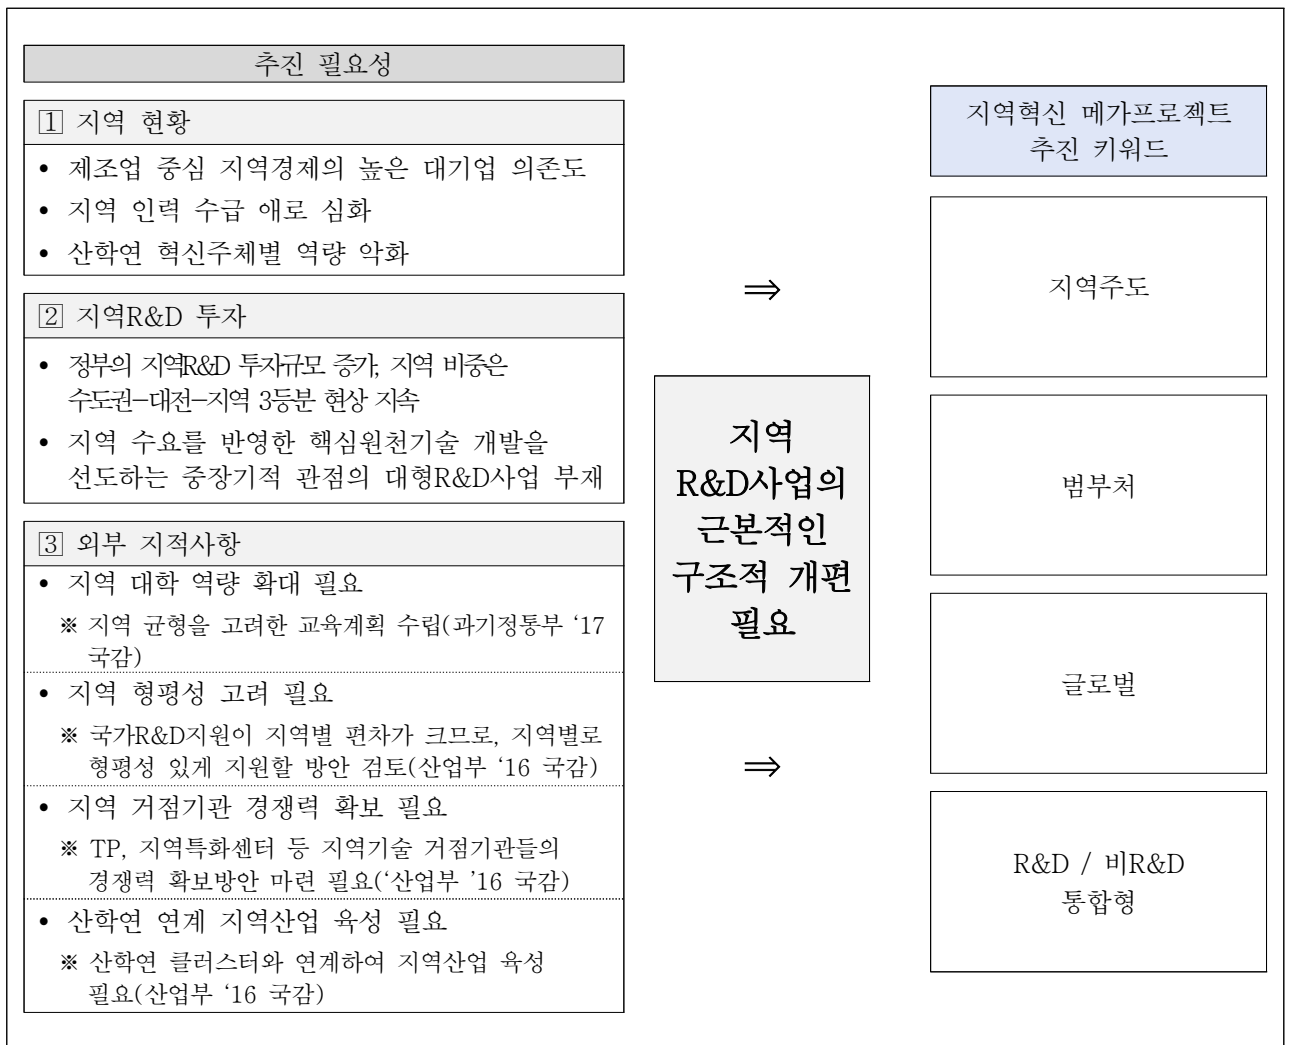 추진 필요성
1 지역 현황
• 제조업 중심 지역경제의 높은 대기업 의존도
• 지역 인력 수급 애로 심화
• 산학연 혁신주체별 역량 악화
2 지역R&D 투자
• 정부의 지역R&D 투자규모 증가, 지역 비중은
수도권-대전-지역 3등분 현상 지속
• 지역 수요를 반영한 핵심원천기술 개발을
선도하는 중장기적 관점의 대형R&D사업 부재
3 외부 지적사항
• 지역 대학 역량 확대 필요
※ 지역 균형을 고려한 교육계획 수립(과기정통부 ‘17
국감)
• 지역 형평성 고려 필요
※ 국가R&D지원이 지역별 편차가 크므로, 지역별로
형평성 있게 지원할 방안 검토(산업부 ‘16 국감)
• 지역 거점기관 경쟁력 확보 필요
※ TP, 지역특화센터 등 지역기술 거점기관들의
경쟁력 확보방안 마련 필요(‘산업부 ’16 국감)
• 산학연 연계 지역산업 육성 필요
※ 산학연 클러스터와 연계하여 지역산업 육성
필요(산업부 ‘16 국감)
⇒
지역
R&D사업의
근본적인
구조적 개편
필요
⇒
지역혁신 메가프로젝트
추진 키워드
지역주도
범부처
글로벌
R&D / 비R&D
통합형